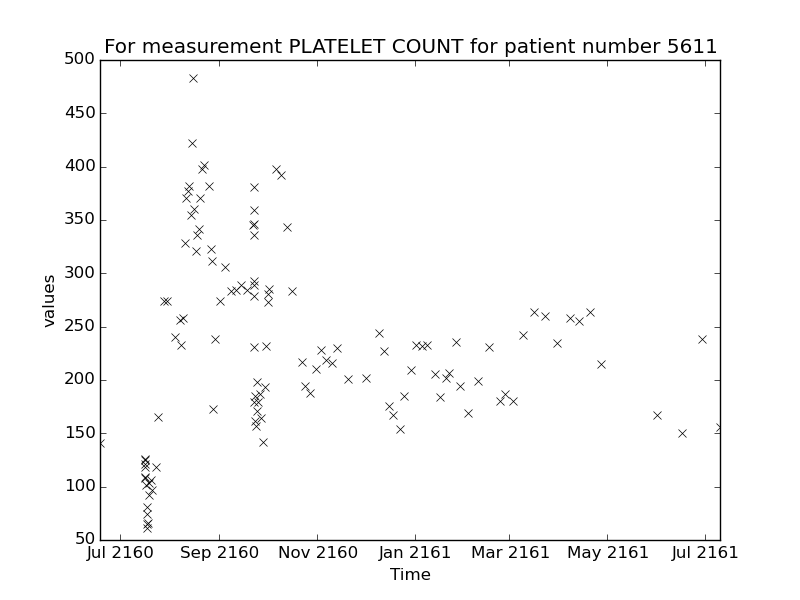 For measurement PLATELET COUNT for patient number 5611
500
450
400
350
300
250
200
150
100
50
values
Jul 2160 Sep 2160 Nov 2160 Jan 2161 Mar 2161 May 2161 Jul 2161
Time